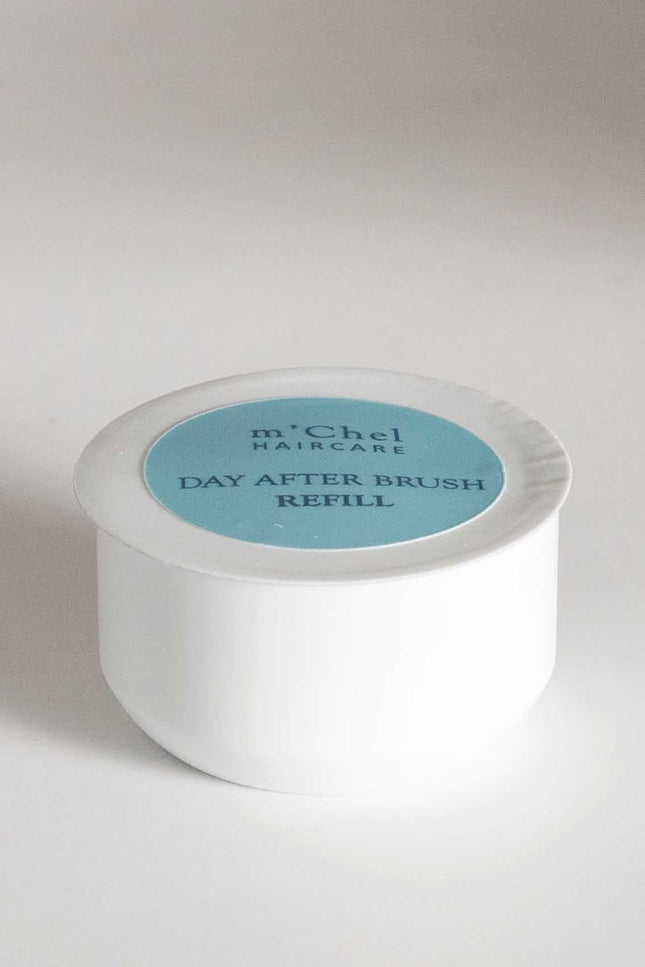 m'Chel
HAIRCARE
DAY AFTER BRUSH
REFILL